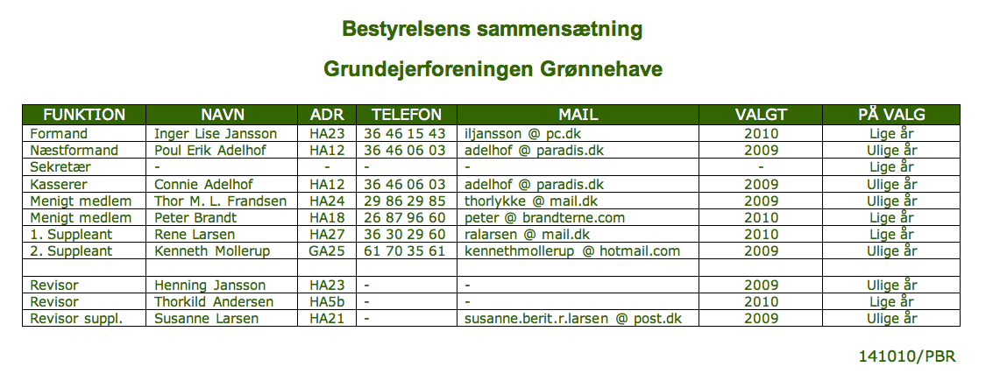 Bestyrelsens sammensætning
Grundejerforeningen Grønnehave
FUNKTION NAVN ADR TELEFON MAIL VALGT PÅ VALG
Formand Inger Lise Jansson HA23 36 46 15 43 iljansson @ pc.dk 2010 Lige år
Næstformand Poul Erik Adelhof HA12 36 46 06 03 adelhof @ paradis.dk 2009 Ulige år
Sekretær - - - - - Lige år
Kasserer Connie Adelhof HA12 36 46 06 03 adelhof @ paradis.dk 2009 Ulige år
Menigt medlem Thor M. L. Frandsen HA24 29 86 29 85 thorlykke @ mail.dk 2009 Ulige år
Menigt medlem Peter Brandt HA18 26 87 96 60 peter @ brandterne.com 2010 Lige år
1. Suppleant Rene Larsen HA27 36 30 29 60 ralarsen @ mail.dk 2010 Lige år
2. Suppleant Kenneth Mollerup GA25 61 70 35 61 kennethmollerup @ hotmail.com 2009 Ulige år
Revisor Henning Jansson HA23 - - 2009 Ulige år
Revisor Thorkild Andersen HA5b - - 2010 Lige år
Revisor suppl. Susanne Larsen HA21 - susanne.berit.r.larsen @ post.dk 2009 Ulige år
141010/PBR